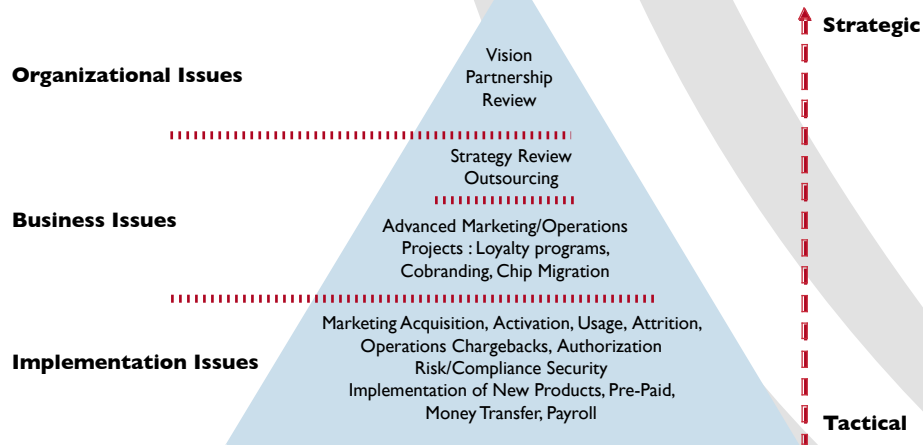 Strategic
Organizational Issues
Vision
Partnership
Review
Strategy Review
Outsourcing
Business Issues
Advanced Marketing/Operations
Projects : Loyalty programs,
Cobranding, Chip Migration
Implementation Issues
Marketing Acquisition, Activation, Usage, Attrition,
Operations Chargebacks, Authorization
Risk/Compliance Security
Implementation of New Products, Pre-Paid,
Money Transfer, Payroll
Tactical